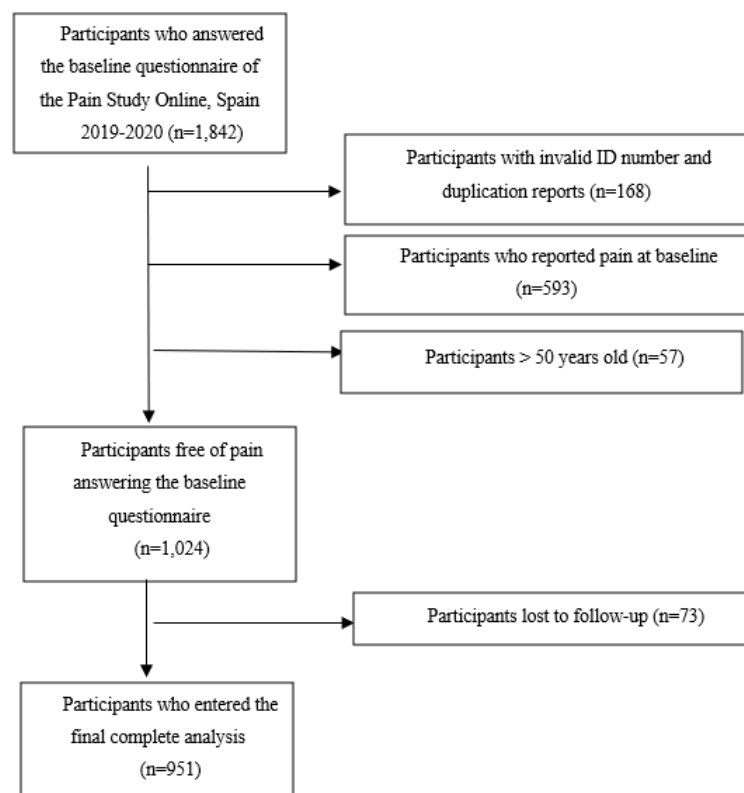 Participants who answered
the baseline questionnaire of
the Pain Study Online, Spain
2019-2020 (n=1,842)
Participants with invalid ID number and
duplication reports (n=168)
Participants who reported pain at baseline
(n=593)
Participants > 50 years old (n=57)
Participants free of pain
answering the baseline
questionnaire
(n=1,024)
Participants lost to follow-up (n=73)
Participants who entered the
final complete analysis
(n=951)